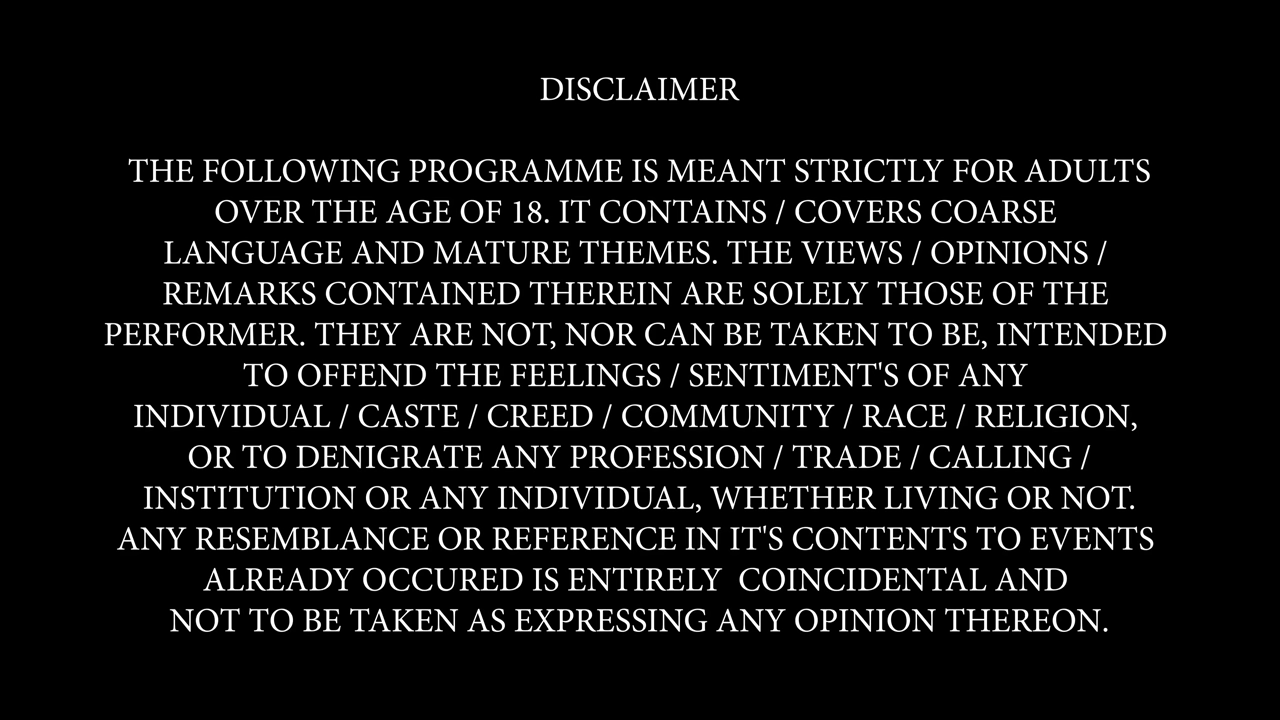 DISCLAIMER
THE FOLLOWING PROGRAMME IS MEANT STRICTLY FOR ADULTS
OVER THE AGE OF 18. IT CONTAINS / COVERS COARSE
LANGUAGE AND MATURE THEMES. THE VIEWS / OPINIONS /
REMARKS CONTAINED THEREIN ARE SOLELY THOSE OF THE
PERFORMER. THEY ARE NOT, NOR CAN BE TAKEN TO BE, INTENDED
TO OFFEND THE FEELINGS / SENTIMENT'S OF ANY
INDIVIDUAL / CASTE / CREED / COMMUNITY / RACE / RELIGION,
OR TO DENIGRATE ANY PROFESSION / TRADE / CALLING /
INSTITUTION OR ANY INDIVIDUAL, WHETHER LIVING OR NOT.
ANY RESEMBLANCE OR REFERENCE IN IT'S CONTENTS TO EVENTS
ALREADY OCCURED IS ENTIRELY  COINCIDENTAL AND
NOT TO BE TAKEN AS EXPRESSING ANY OPINION THEREON.